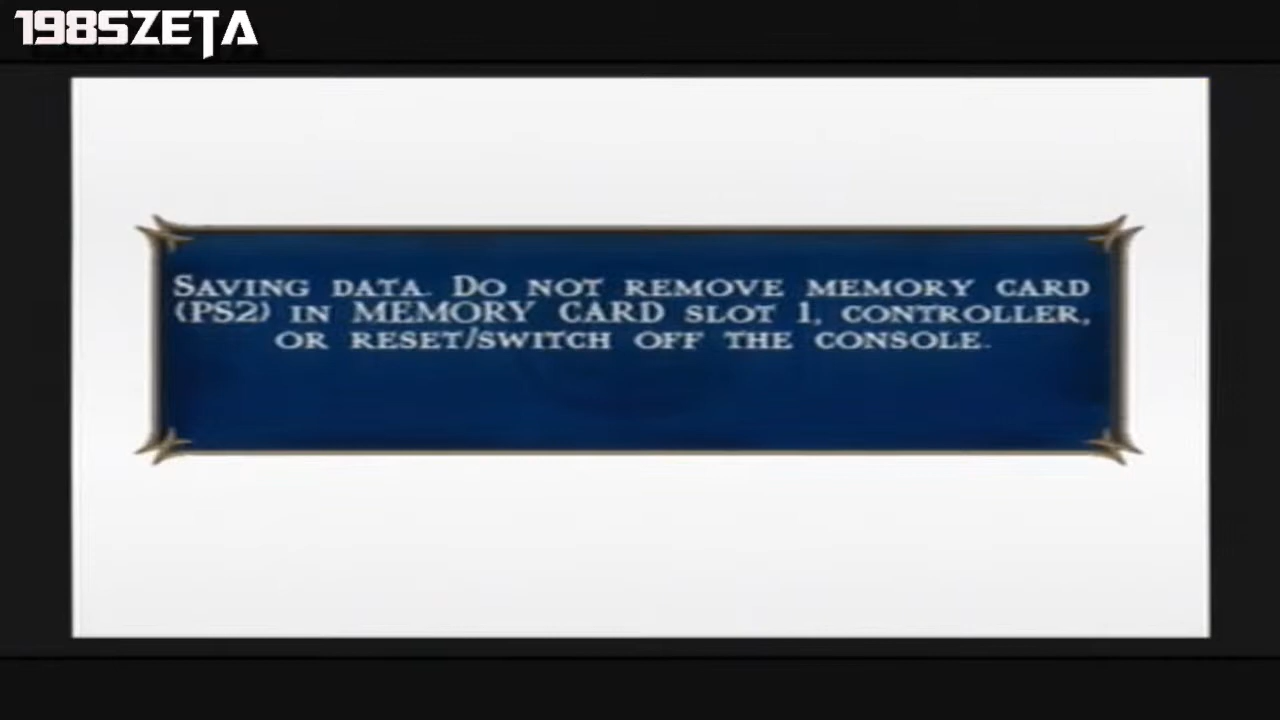 1985ZETA
Saving data. Do not remove memory card
(PS2) in MEMORY CARD slot 1, controller,
or reset/switch off the console.